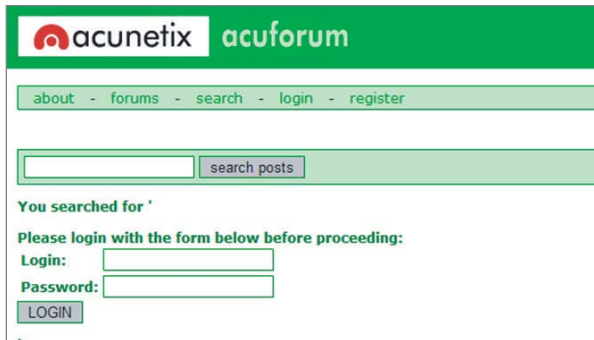 acunetix acuforum
about - forums - search - login - register
search posts
You searched for '
Please login with the form below before proceeding:
Login:
Password:
LOGIN